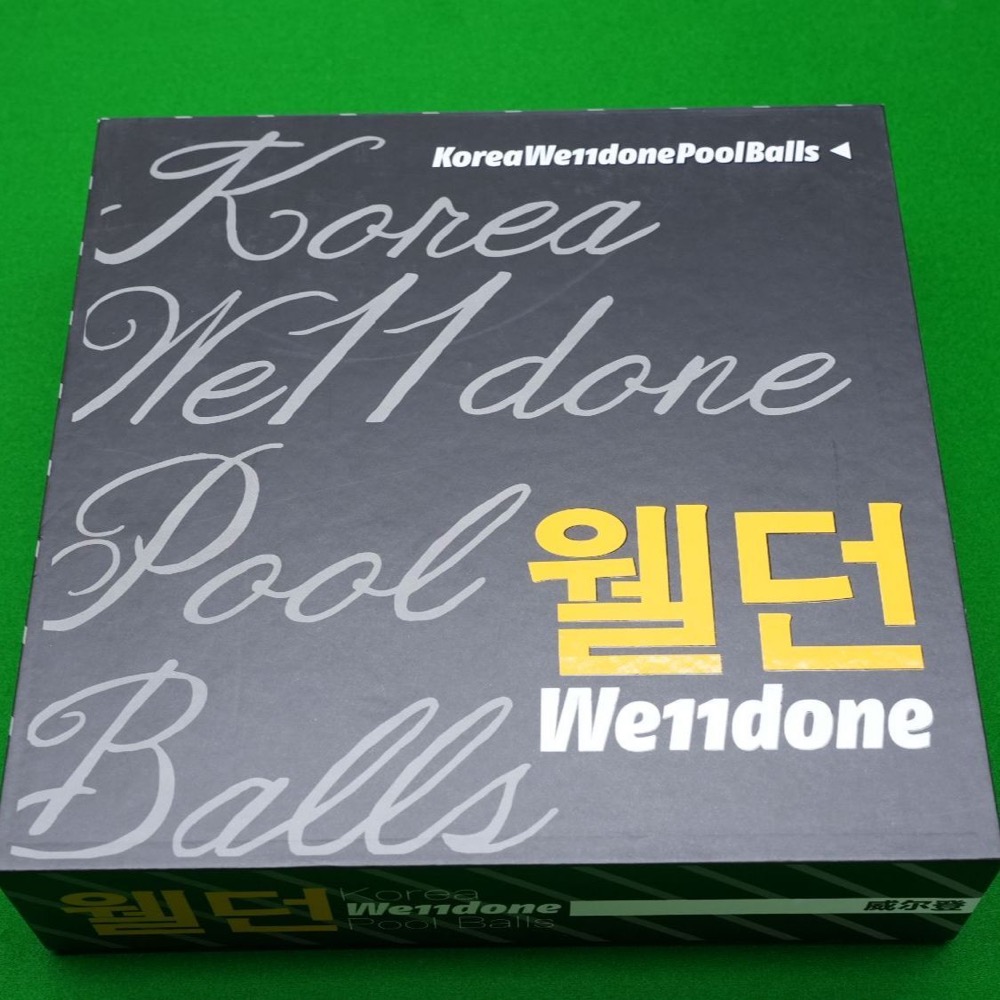 KoreaWe11donePoolBalls
Korea
We11done
Pool
Balls
웰던
We11done
웰던
Korea
We11done
Pool Balls
威尔登